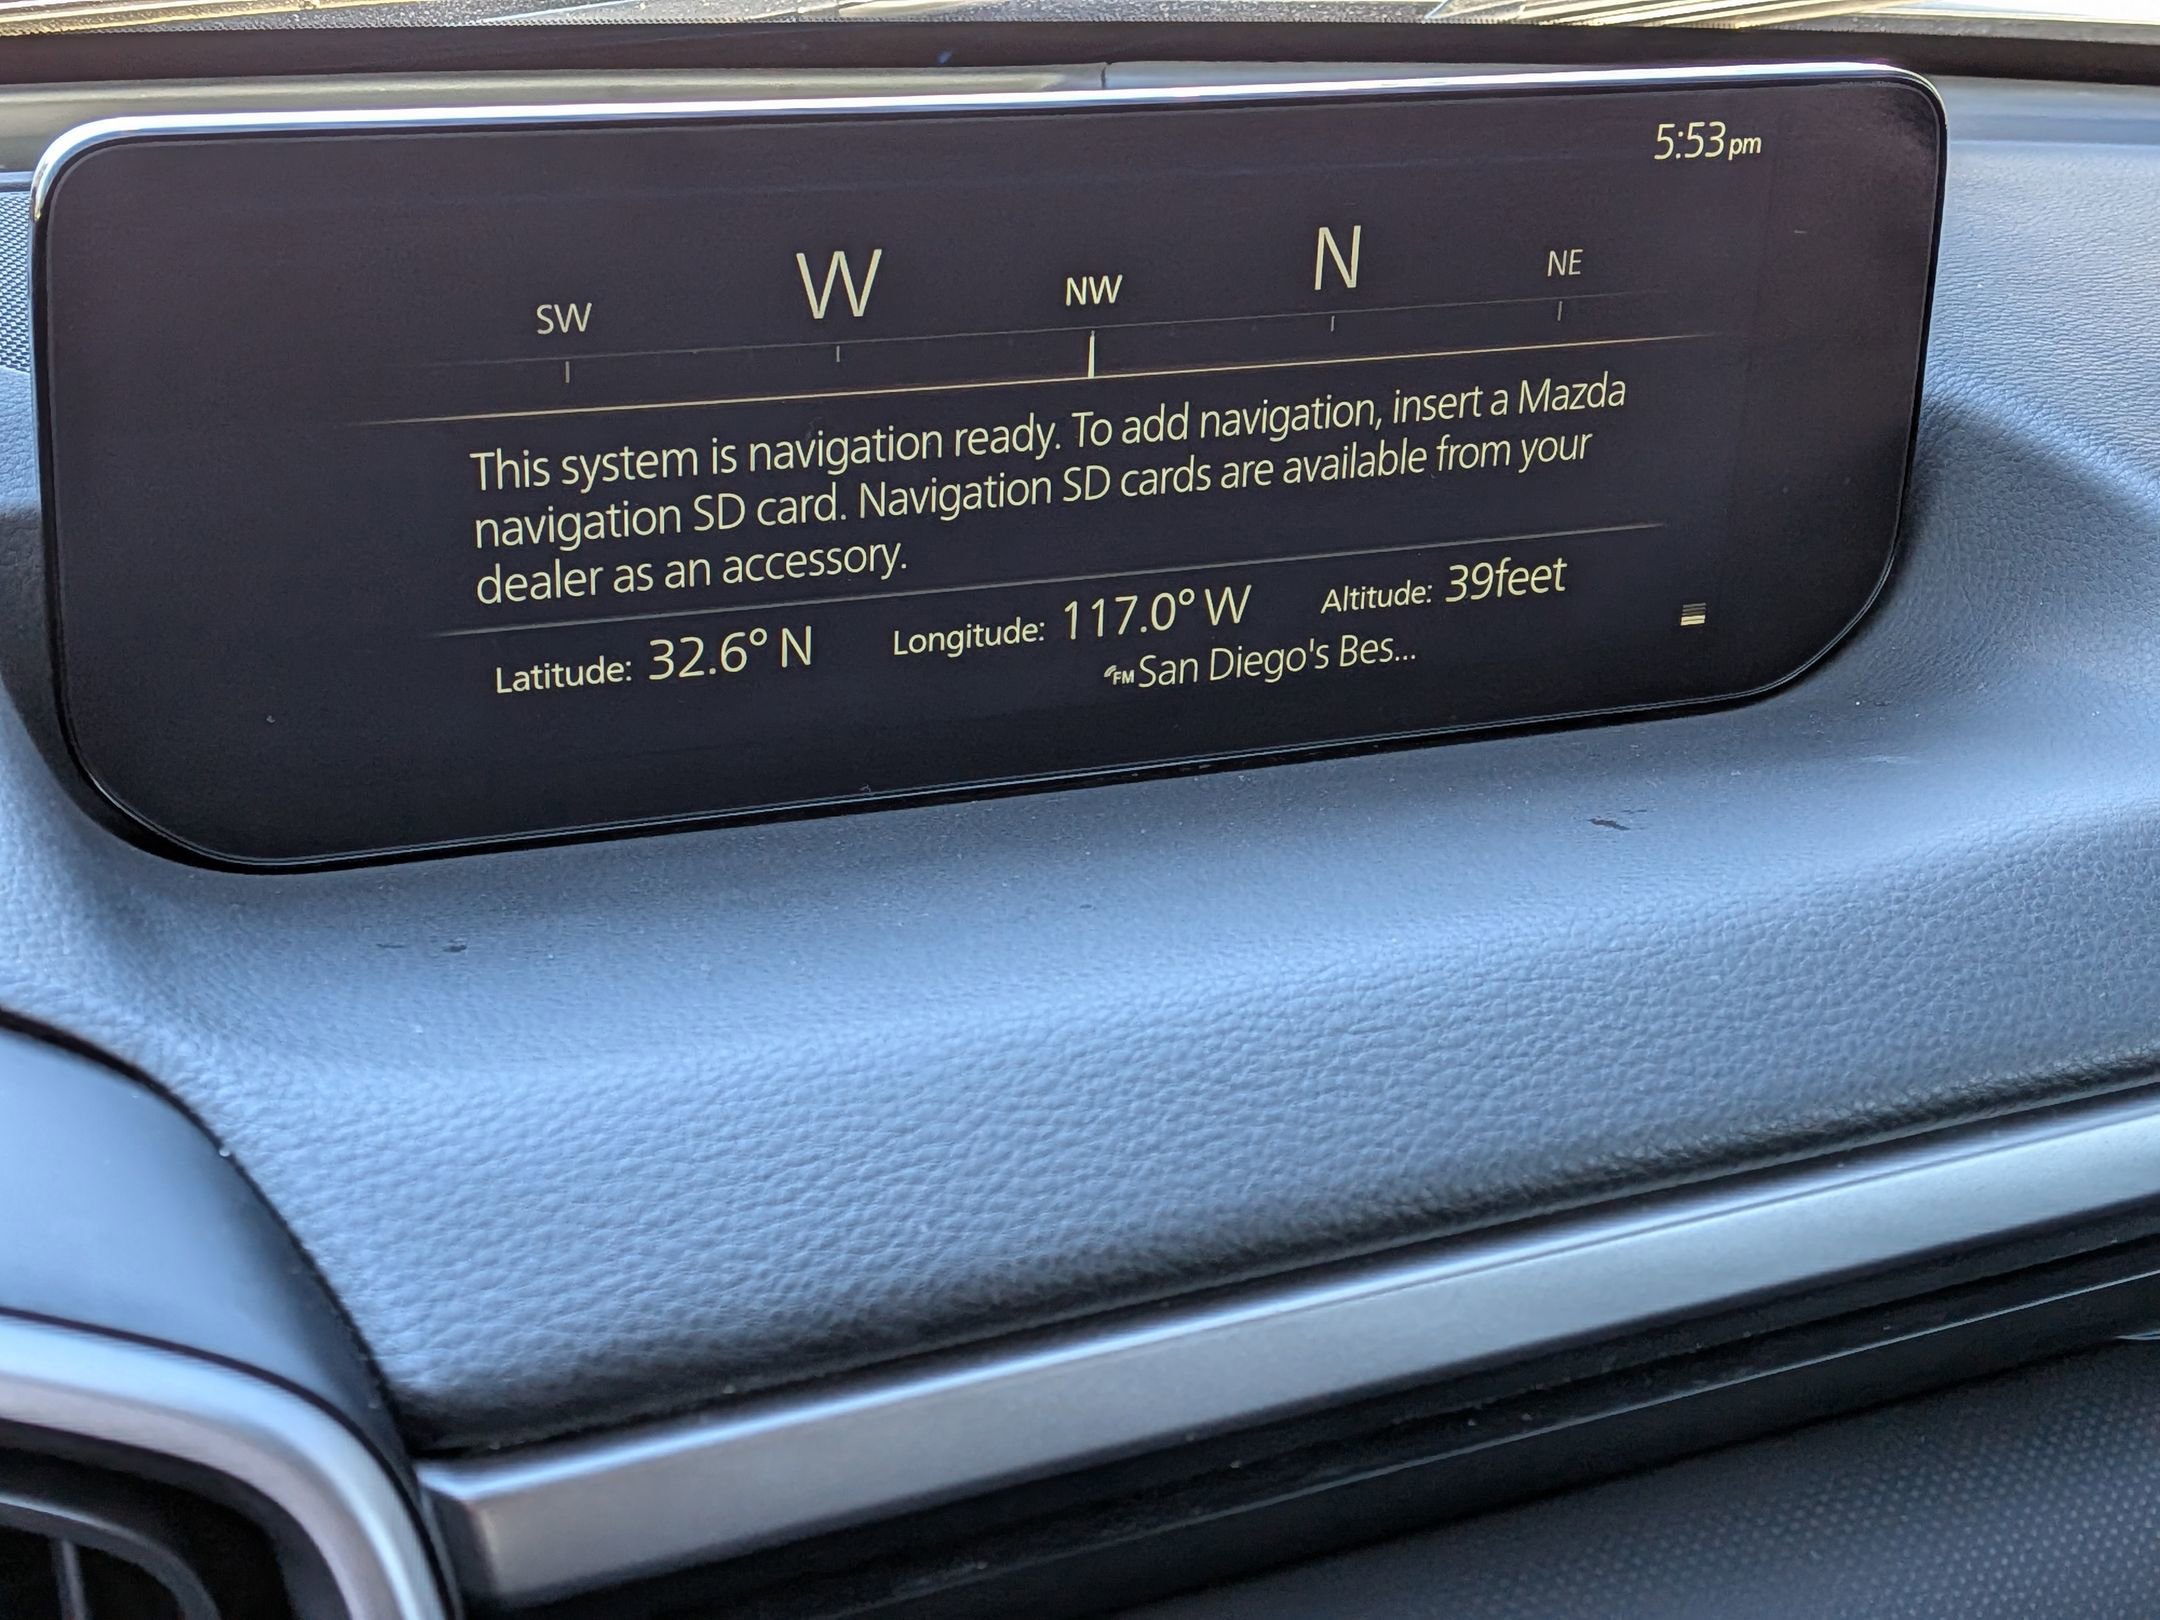 5:53pm
SW W NW N NE
This system is navigation ready. To add navigation, insert a Mazda
navigation SD card. Navigation SD cards are available from your
dealer as an accessory.
Latitude: 32.6° N Longitude: 117.0° W Altitude: 39feet
FM San Diego's Bes...